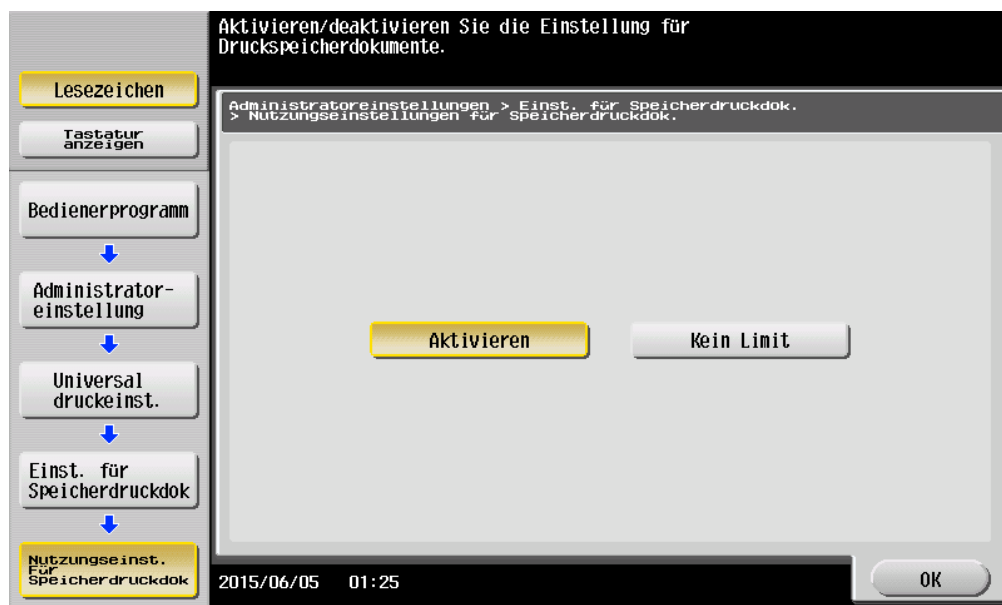 Aktivieren/deaktivieren Sie die Einstellung für
Druckspeicherdokumente.
Lesezeichen
Tastatur
anzeigen
Bedienerprogramm
Administrator-
einstellung
Universal
druckeinst.
Einst. für
Speicherdruckdok
Nutzungseinst.
Für
Speicherdruckdok
Administratoreinstellungen > Einst. für Speicherdruckdok.
> Nutzungseinstellungen für Speicherdruckdok.
Aktivieren
Kein Limit
2015/06/05 01:25
OK